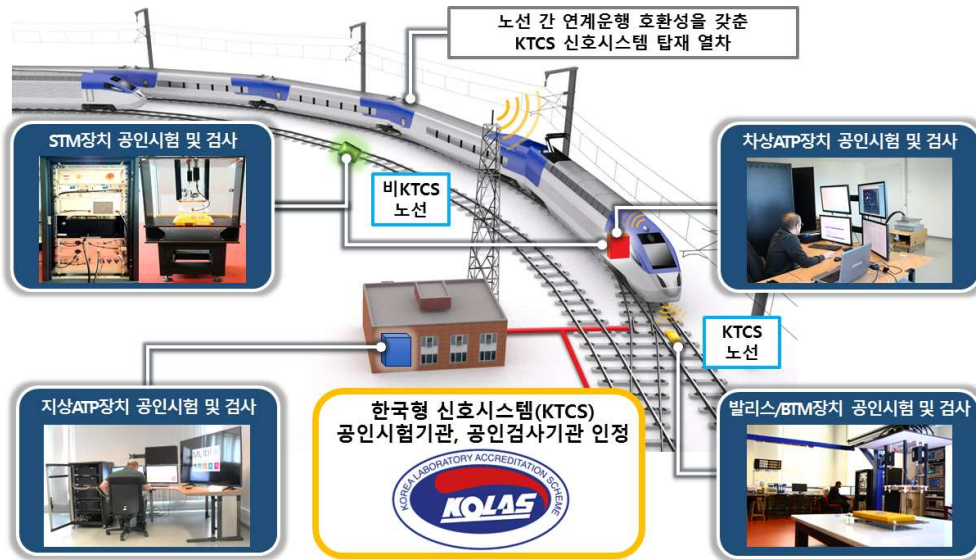 노선 간 연계운행 호환성을 갖춘
KTCS 신호시스템 탑재 열차
STM장치 공인시험 및 검사
차상ATP장치 공인시험 및 검사
비KTCS
노선
KTCS
노선
지상ATP장치 공인시험 및 검사
한국형 신호시스템(KTCS)
공인시험기관, 공인검사기관 인정
KOREA LABORATORY ACCREDITATION SCHEME
KOLAS
발리스/BTM장치 공인시험 및 검사